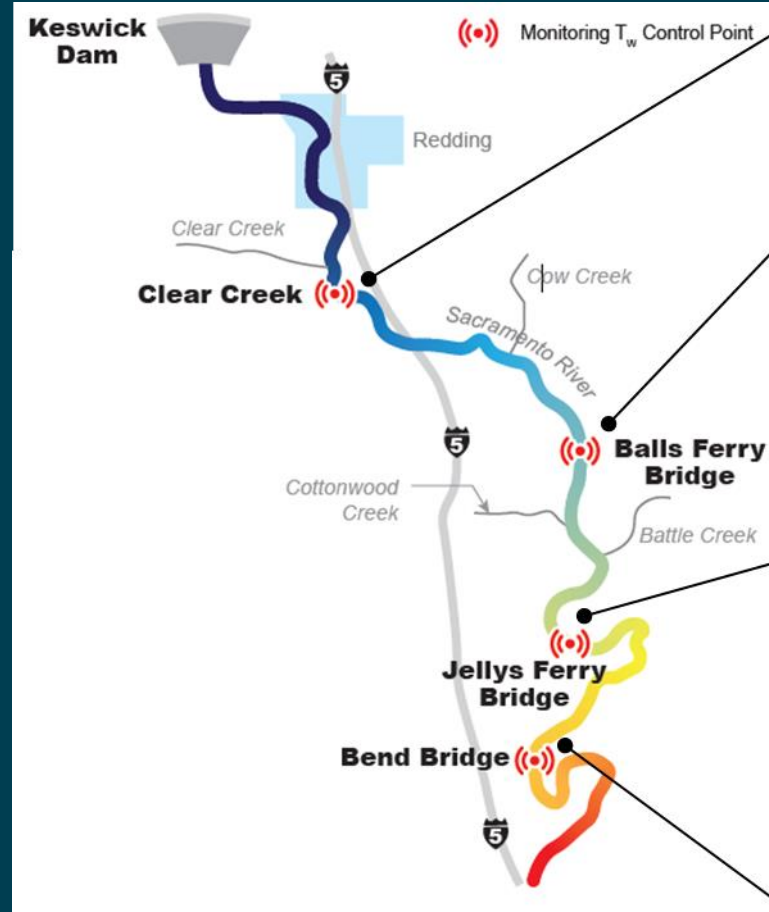 Keswick
Dam
Monitoring Tw Control Point
5
Redding
Clear Creek
Clear Creek
Cow Creek
Sacramento River
5
Balls Ferry
Bridge
Cottonwood
Creek
Battle Creek
Jellys Ferry
Bridge
Bend Bridge
5